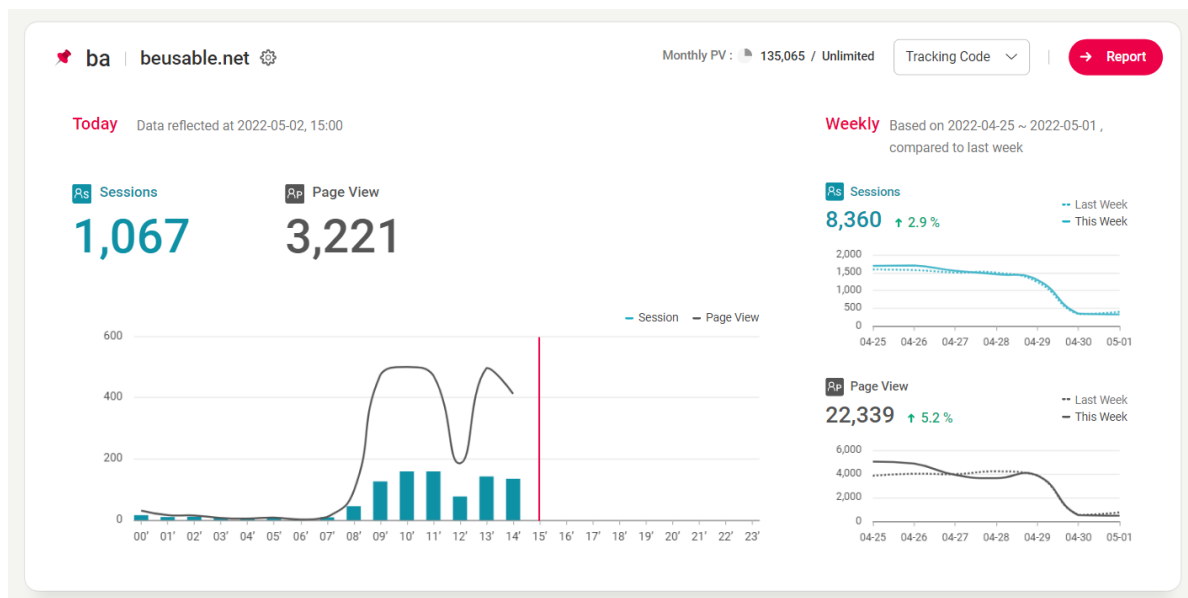 ba | beusable.net
Monthly PV : 135,065 / Unlimited
Tracking Code
→ Report
Today
Data reflected at 2022-05-02, 15:00
Sessions
1,067
Page View
3,221
Session
Page View
600
400
200
0
00' 01' 02' 03' 04' 05' 06' 07' 08' 09' 10' 11' 12' 13' 14' 15' 16' 17' 18' 19' 20' 21' 22' 23'
Weekly
Based on 2022-04-25 ~ 2022-05-01 ,
compared to last week
Sessions
8,360 ↑ 2.9 %
Last Week
This Week
2,000
1,500
1,000
500
0
04-25 04-26 04-27 04-28 04-29 04-30 05-01
Page View
22,339 ↑ 5.2 %
Last Week
This Week
6,000
4,000
2,000
0
04-25 04-26 04-27 04-28 04-29 04-30 05-01